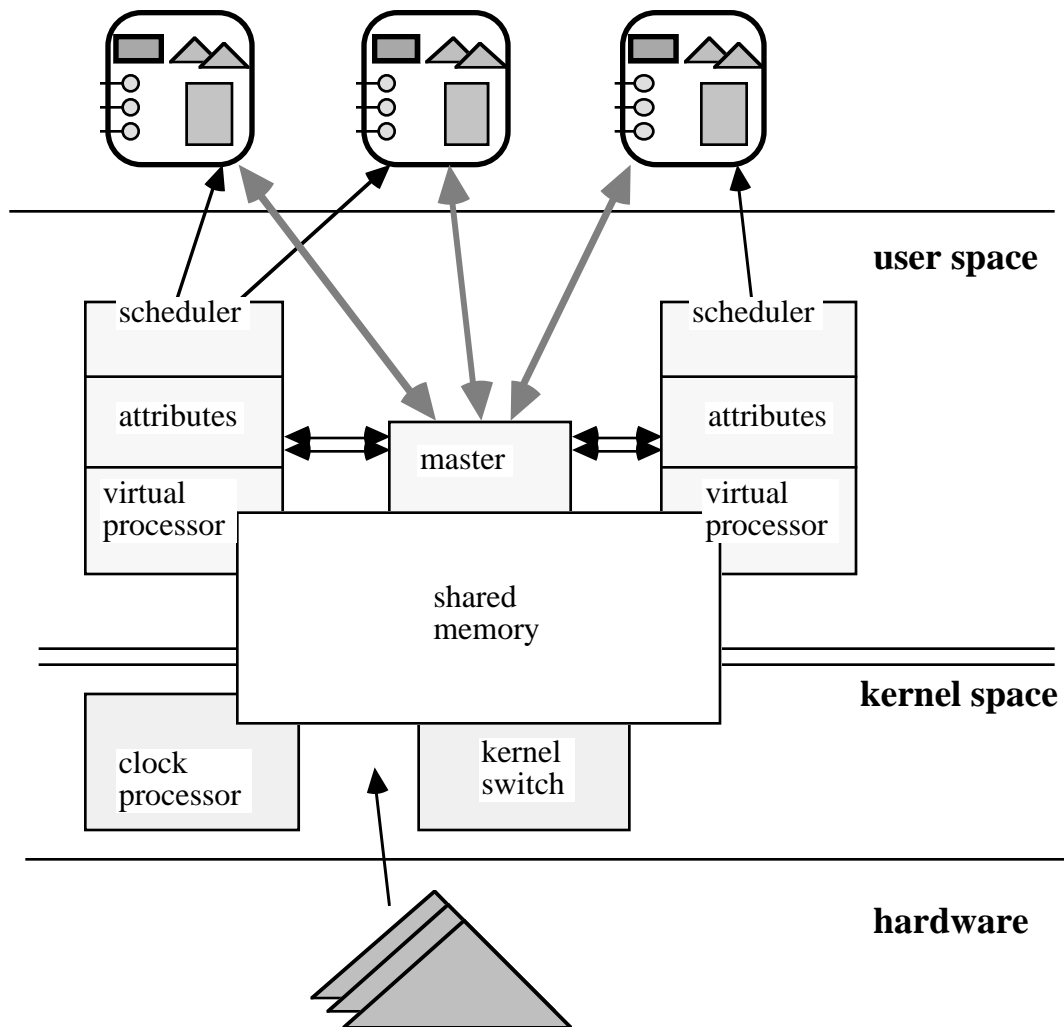 user space
scheduler
scheduler
attributes
attributes
master
virtual
processor
virtual
processor
shared
memory
kernel space
clock
processor
kernel
switch
hardware